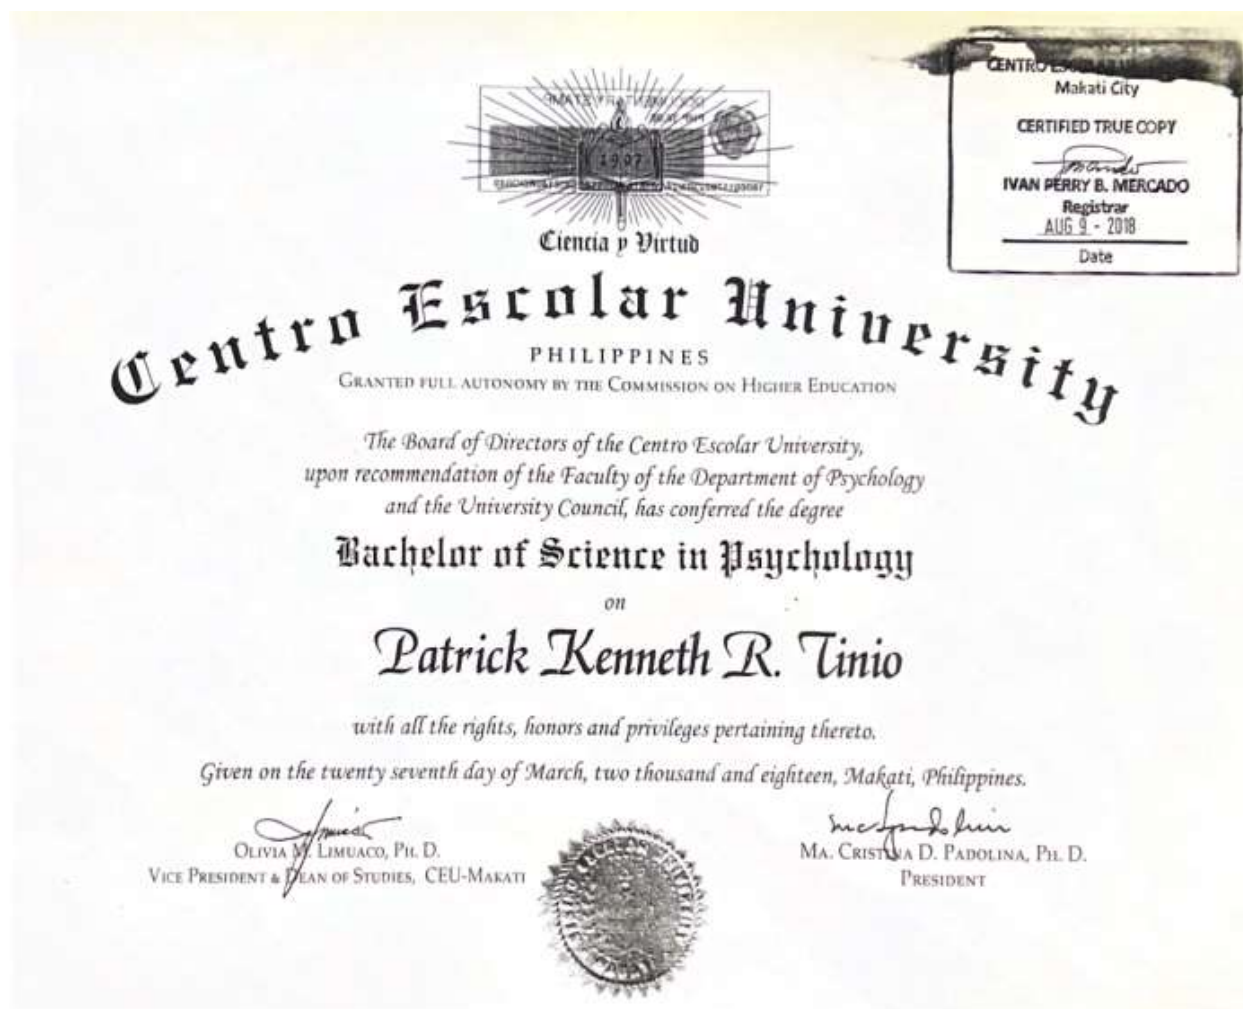 1907
Ciencia y Virtud
CENTRO ESCOLAR
Makati City
CERTIFIED TRUE COPY
IVAN PERRY B. MERCADO
Registrar
AUG 9 - 2018
Date
Centro Escolar University
PHILIPPINES
GRANTED FULL AUTONOMY BY THE COMMISSION ON HIGHER EDUCATION
The Board of Directors of the Centro Escolar University,
upon recommendation of the Faculty of the Department of Psychology
and the University Council, has conferred the degree
Bachelor of Science in Psychology
on
Patrick Kenneth R. Tinio
with all the rights, honors and privileges pertaining thereto.
Given on the twenty seventh day of March, two thousand and eighteen, Makati, Philippines.
OLIVIA M. LIMUACO, PH. D.
VICE PRESIDENT & DEAN OF STUDIES, CEU-MAKATI
MA. CRISTINA D. PADOLINA, PH. D.
PRESIDENT